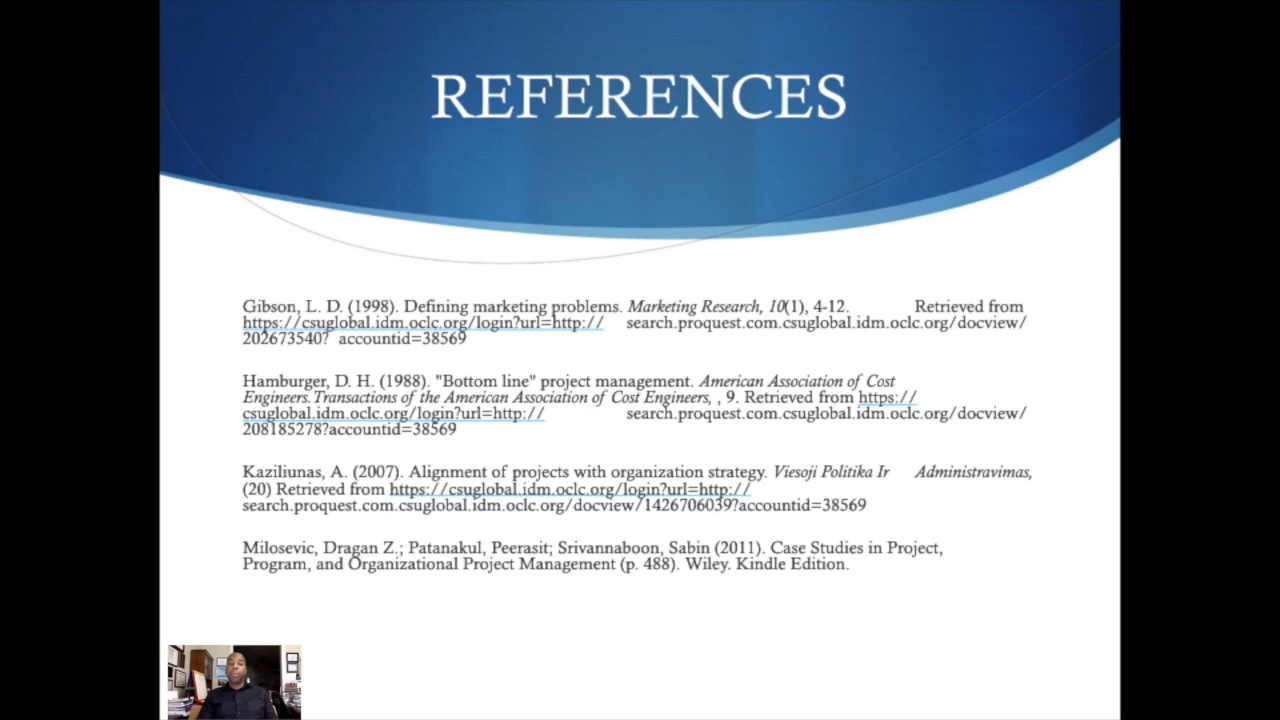 REFERENCES
Gibson, L. D. (1998). Defining marketing problems. Marketing Research, 10(1), 4-12. Retrieved from
https://csuglobal.idm.oclc.org/login?url=http:// search.proquest.com.csuglobal.idm.oclc.org/docview/
202673540? accountid=38569
Hamburger, D. H. (1988). "Bottom line" project management. American Association of Cost
Engineers.Transactions of the American Association of Cost Engineers, , 9. Retrieved from https://
csuglobal.idm.oclc.org/login?url=http:// search.proquest.com.csuglobal.idm.oclc.org/docview/
208185278?accountid=38569
Kaziliunas, A. (2007). Alignment of projects with organization strategy. Viesoji Politika Ir Administravimas,
(20) Retrieved from https://csuglobal.idm.oclc.org/login?url=http://
search.proquest.com.csuglobal.idm.oclc.org/docview/1426706039?accountid=38569
Milosevic, Dragan Z.; Patanakul, Peerasit; Srivannaboon, Sabin (2011). Case Studies in Project,
Program, and Organizational Project Management (p. 488). Wiley. Kindle Edition.